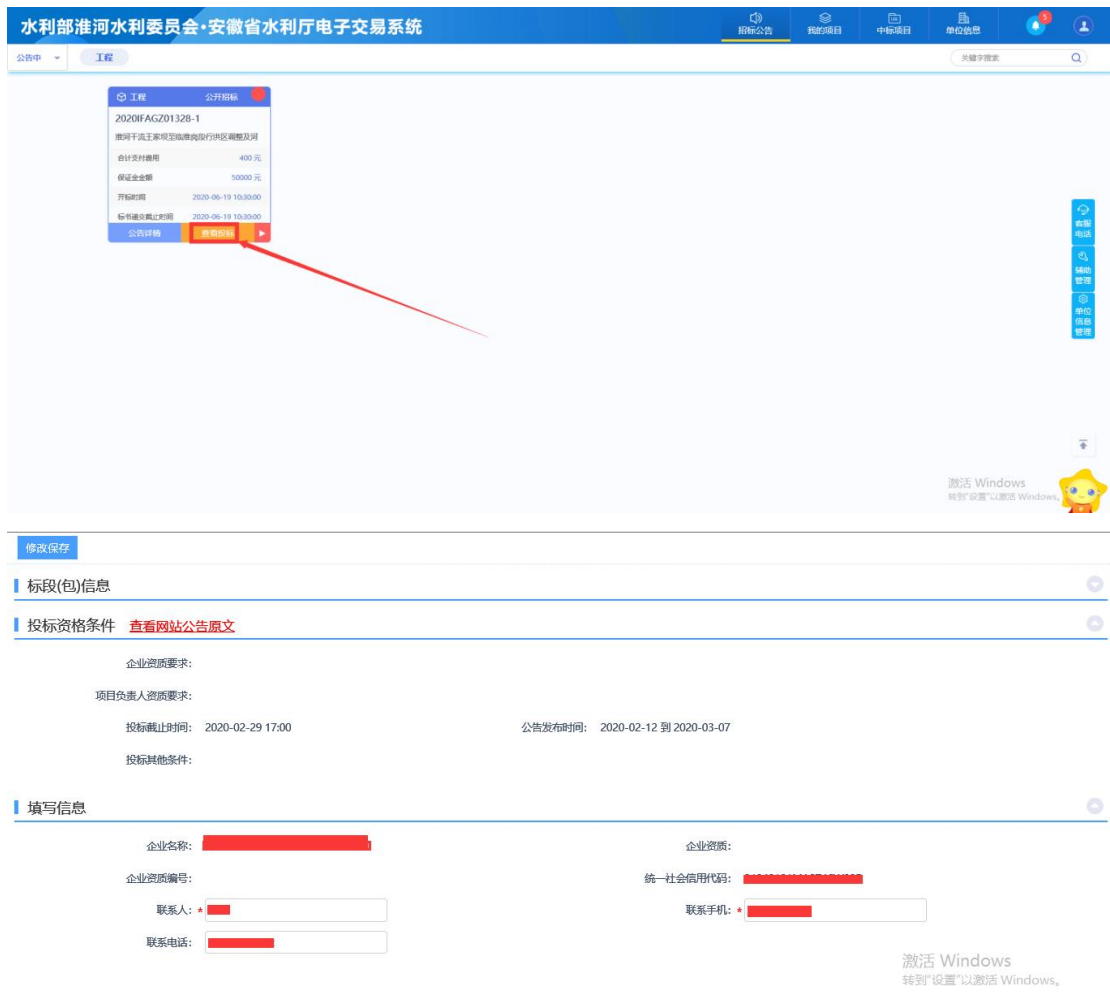 水利部淮河水利委员会·安徽省水利厅电子交易系统
招标公告 我的项目 中标项目 单位信息 5
公告中 工程 关键字搜索
工程 公开招标
2020IFAGZ01328-1
淮河干流王家坝至临淮岗段行洪区调整及河
合计支付费用 400 元
保证金金额 50000 元
开标时间 2020-06-19 10:30:00
标书递交截止时间 2020-06-19 10:30:00
公告详情 查看投标
客服电话
辅助管理
单位信息管理
激活 Windows
转到"设置"以激活 Windows。
修改保存
标段(包)信息
投标资格条件 查看网站公告原文
企业资质要求:
项目负责人资质要求:
投标截止时间: 2020-02-29 17:00 公告发布时间: 2020-02-12 到 2020-03-07
投标其他条件:
填写信息
企业名称: 企业资质:
企业资质编号: 统一社会信用代码:
联系人: * 联系手机: *
联系电话:
激活 Windows
转到"设置"以激活 Windows。